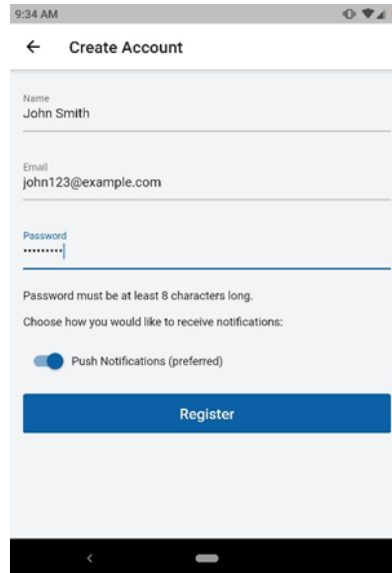 9:34 AM
Create Account
Name
John Smith
Email
john123@example.com
Password
•••••••••
Password must be at least 8 characters long.
Choose how you would like to receive notifications:
Push Notifications (preferred)
Register